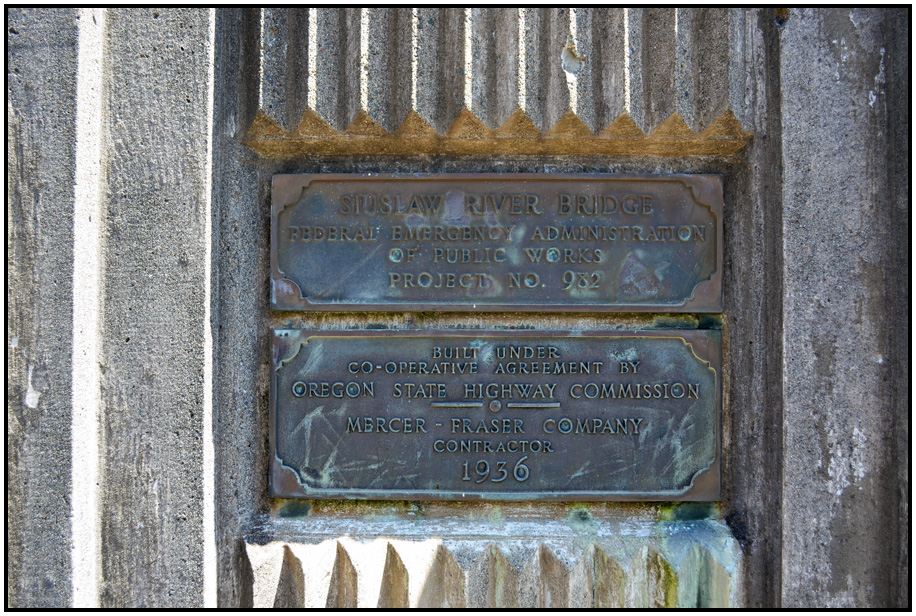 SIUSLAW RIVER BRIDGE
FEDERAL EMERGENCY ADMINISTRATION
OF PUBLIC WORKS
PROJECT NO. 932
BUILT UNDER
CO-OPERATIVE AGREEMENT BY
OREGON STATE HIGHWAY COMMISSION
MERCER - FRASER COMPANY
CONTRACTOR
1936